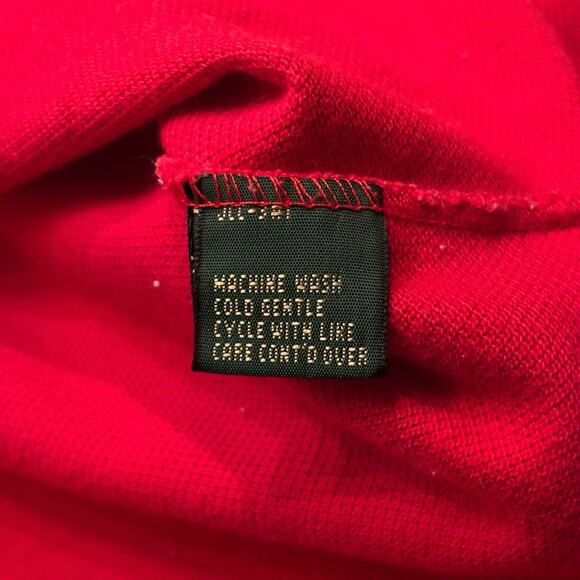 MACHINE WASH
COLD GENTLE
CYCLE WITH LIKE
CARE CONT'D OVER